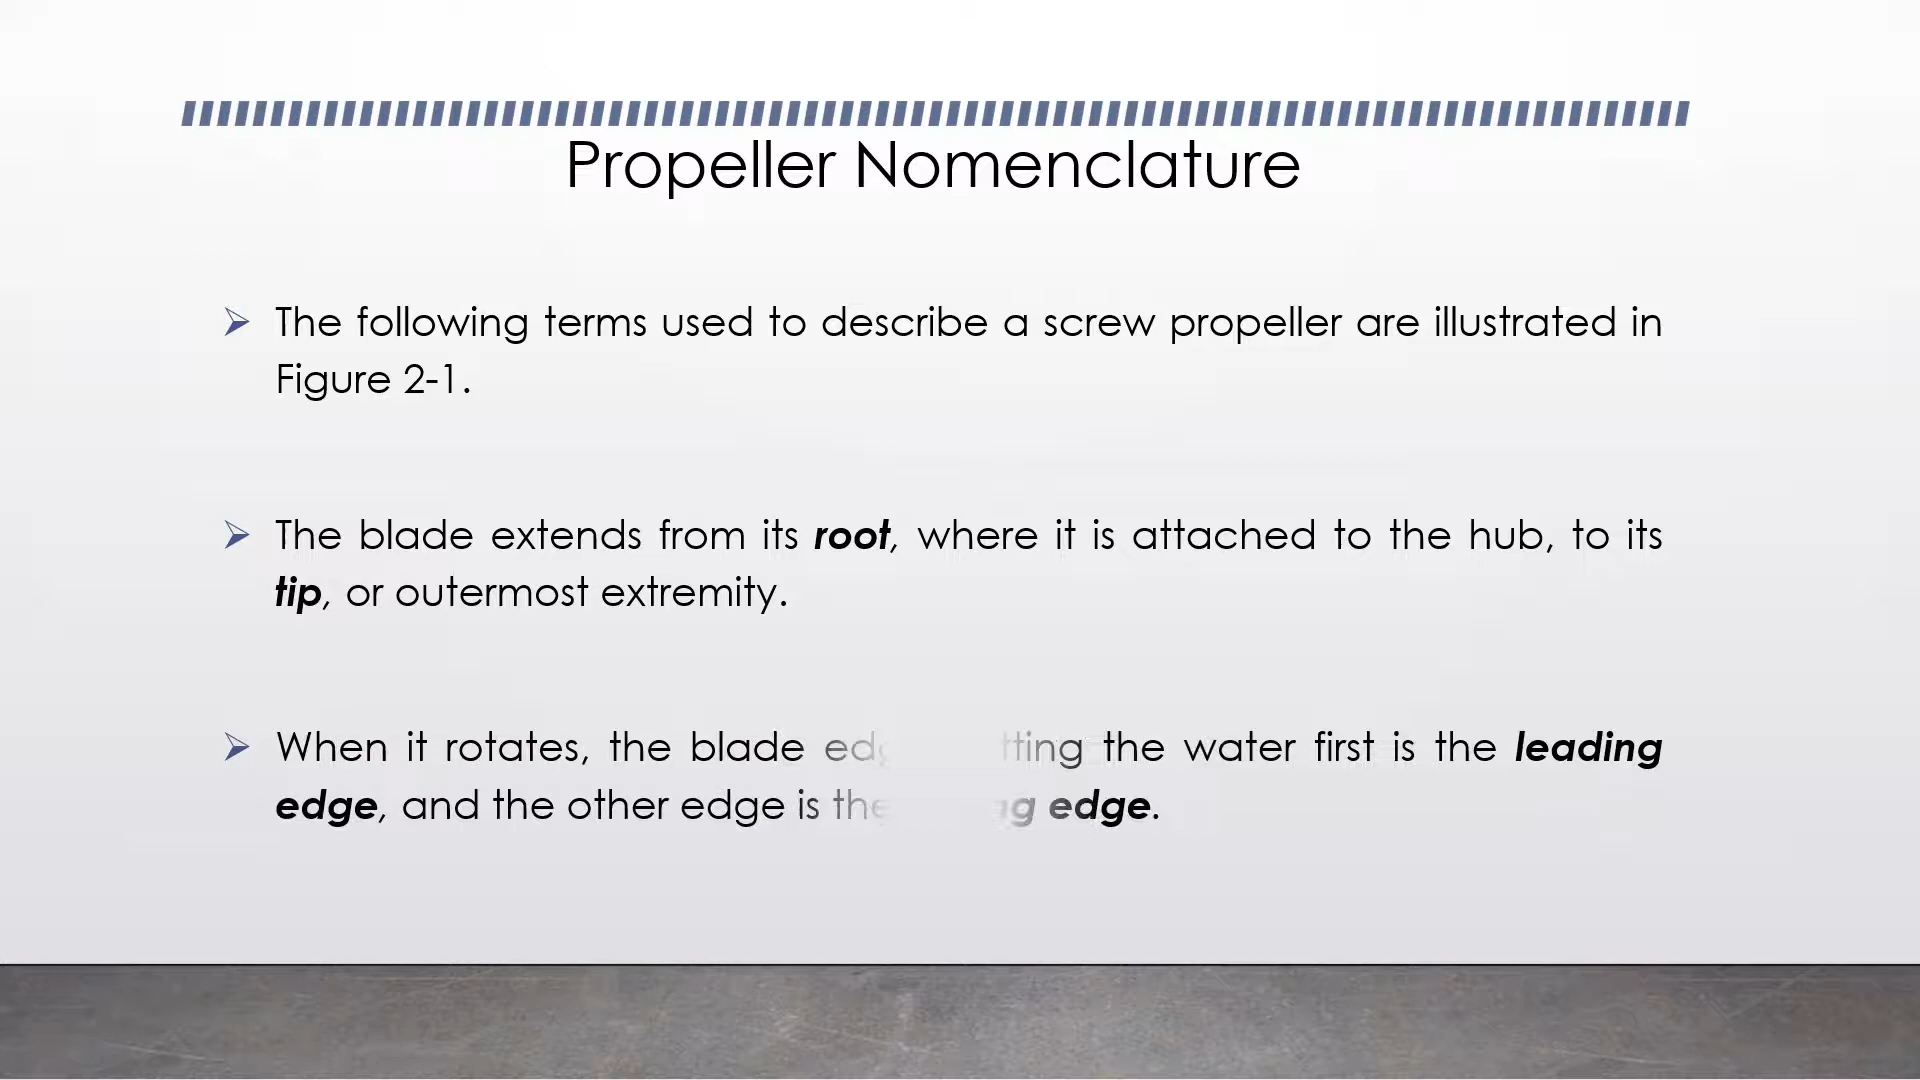 Propeller Nomenclature
The following terms used to describe a screw propeller are illustrated in
Figure 2-1.
The blade extends from its root, where it is attached to the hub, to its
tip, or outermost extremity.
When it rotates, the blade the water first is the leading
edge, and the other edge is the edge.